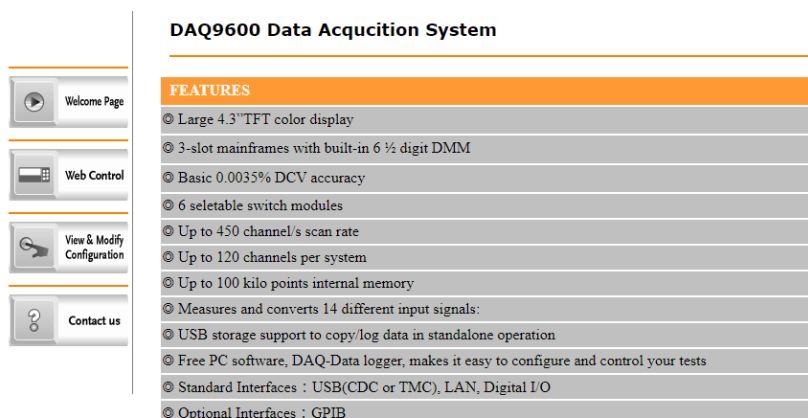 DAQ9600 Data Acqucition System
Welcome Page
Web Control
View & Modify
Configuration
Contact us
FEATURES
◎ Large 4.3”TFT color display
◎ 3-slot mainframes with built-in 6 ½ digit DMM
◎ Basic 0.0035% DCV accuracy
◎ 6 seletable switch modules
◎ Up to 450 channel/s scan rate
◎ Up to 120 channels per system
◎ Up to 100 kilo points internal memory
◎ Measures and converts 14 different input signals:
◎ USB storage support to copy/log data in standalone operation
◎ Free PC software, DAQ-Data logger, makes it easy to configure and control your tests
◎ Standard Interfaces：USB(CDC or TMC), LAN, Digital I/O
◎ Optional Interfaces：GPIB